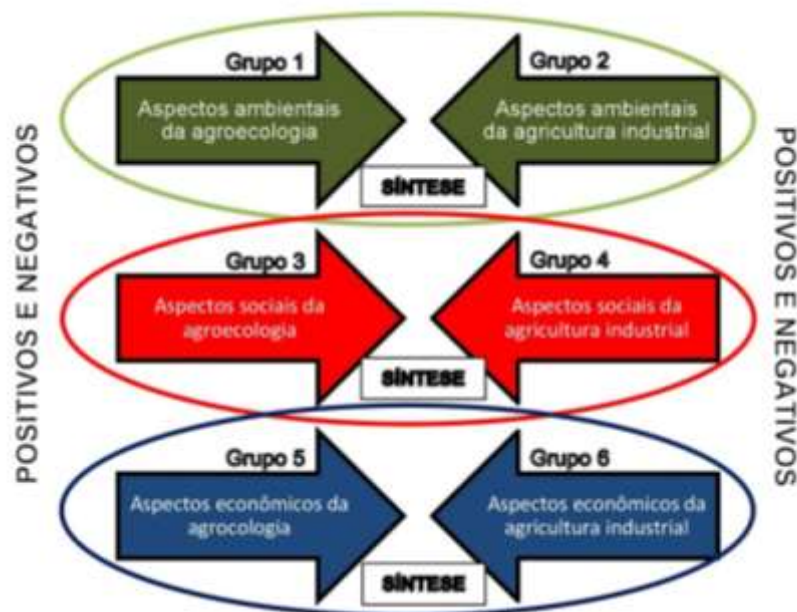 POSITIVOS E NEGATIVOS
Grupo 1
Aspectos ambientais
da agroecologia
Grupo 2
Aspectos ambientais
da agricultura industrial
SÍNTESE
Grupo 3
Aspectos sociais da
agroecologia
Grupo 4
Aspectos sociais da
agricultura industrial
SÍNTESE
Grupo 5
Aspectos econômicos da
agrocologia
Grupo 6
Aspectos econômicos da
agricultura industrial
SÍNTESE
POSITIVOS E NEGATIVOS